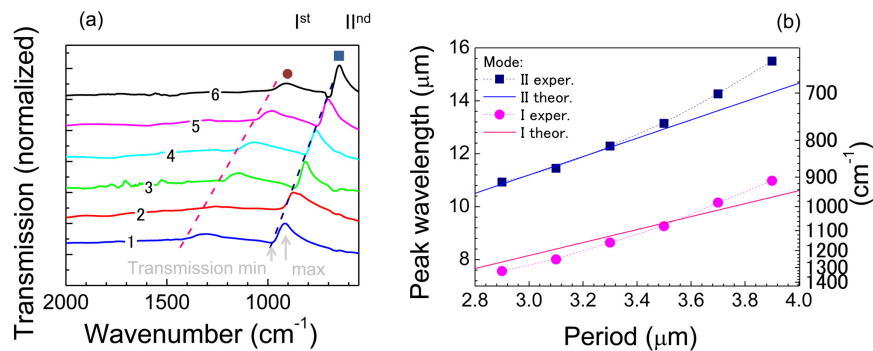 (a)
Iˢᵗ
IIⁿᵈ
Transmission (normalized)
6
5
4
3
2
1
Transmission min
max
2000
1500
1000
Wavenumber (cm⁻¹)
(b)
Peak wavelength (μm)
16
14
12
10
8
Mode:
II exper.
II theor.
I exper.
I theor.
700
800
900
1000
1100
1200
1300
1400
(cm⁻¹)
2.8
3.0
3.2
3.4
3.6
3.8
4.0
Period (μm)